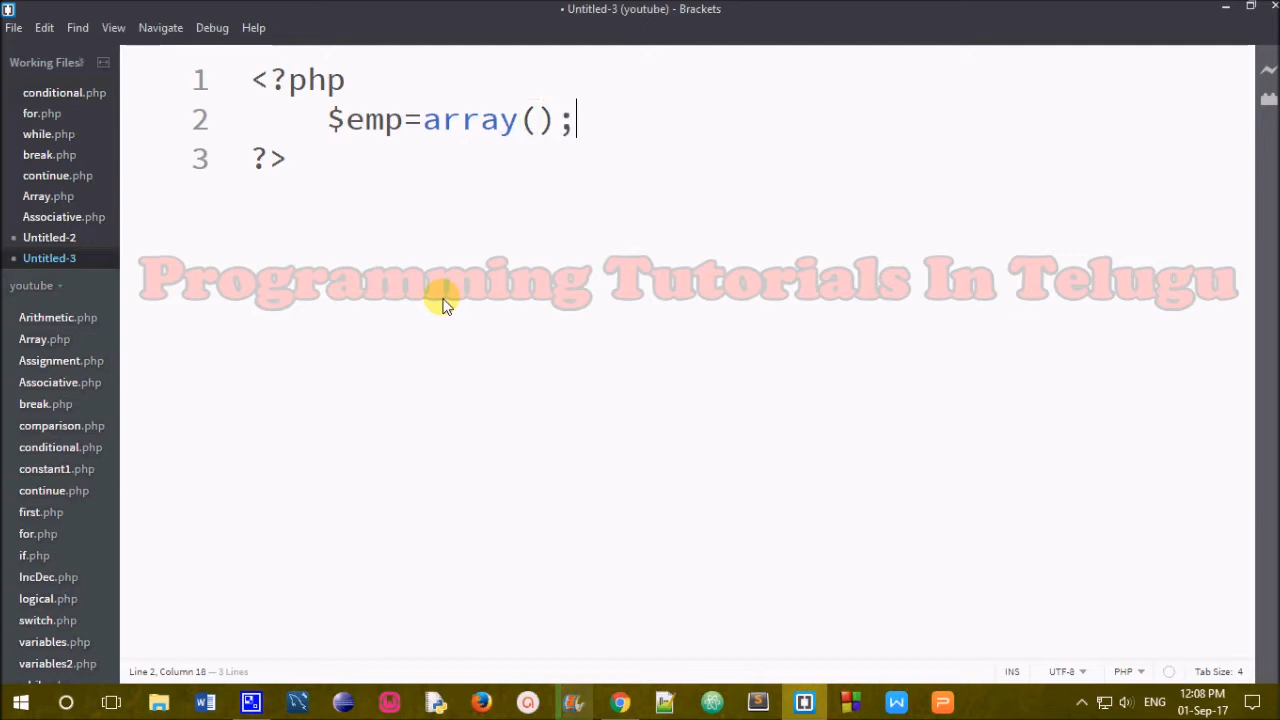 • Untitled-3 (youtube) - Brackets
File Edit Find View Navigate Debug Help
Working Files
conditional.php
for.php
while.php
break.php
continue.php
Array.php
Associative.php
Untitled-2
Untitled-3
youtube
Arithmetic.php
Array.php
Assignment.php
Associative.php
break.php
comparison.php
conditional.php
constant1.php
continue.php
first.php
for.php
if.php
IncDec.php
logical.php
switch.php
variables.php
variables2.php
1 <?php
2 $emp=array();
3 ?>
Programming Tutorials In Telugu
Line 2, Column 18 — 3 Lines
INS UTF-8 PHP Tab Size: 4
ENG
12:08 PM
01-Sep-17